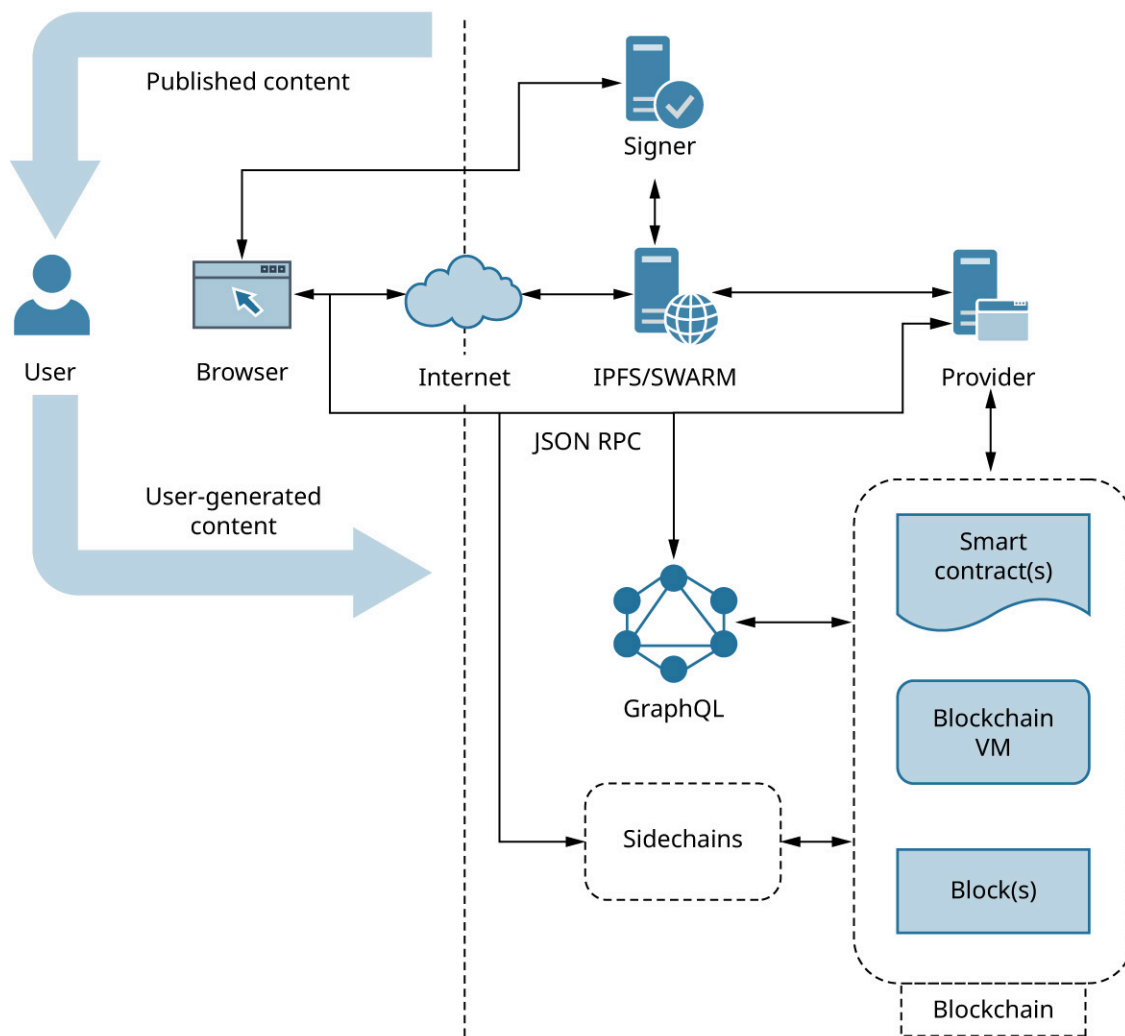 Published content
Signer
User
Browser
Internet
IPFS/SWARM
Provider
JSON RPC
User-generated
content
Smart
contract(s)
GraphQL
Blockchain
VM
Sidechains
Block(s)
Blockchain